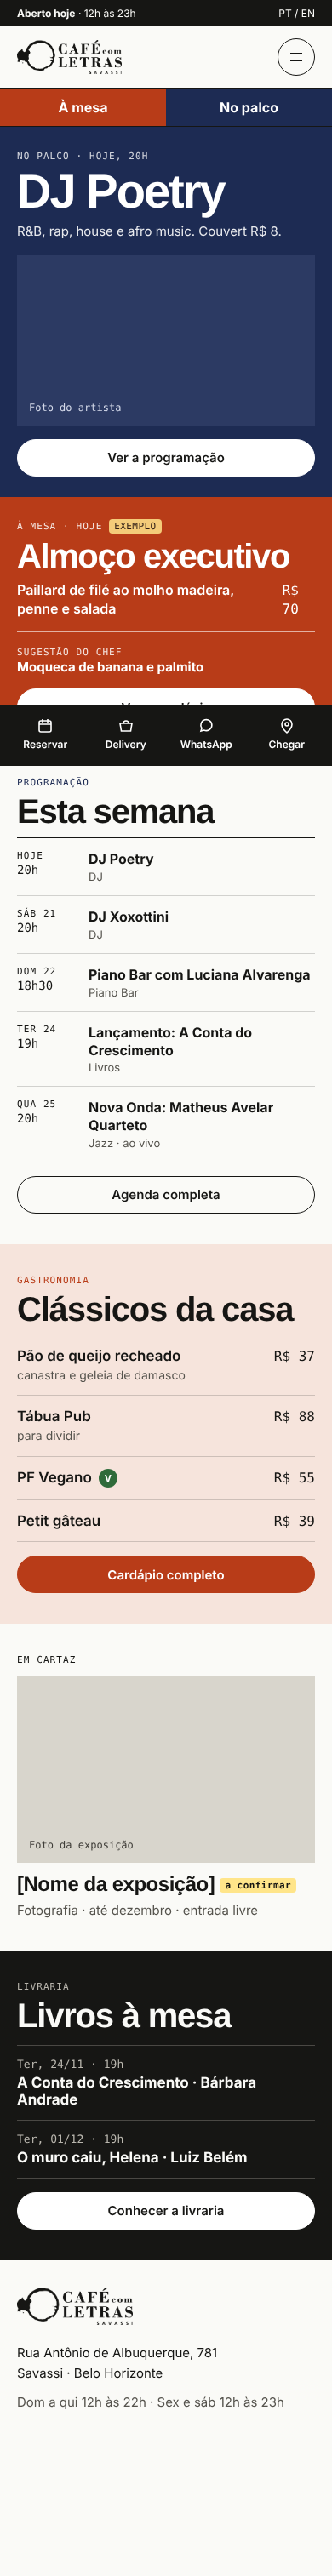 Aberto hoje · 12h às 23h
PT / EN
CAFÉ com
LETRAS
SAVASSI
À mesa
No palco
NO PALCO · HOJE, 20H
DJ Poetry
R&B, rap, house e afro music. Couvert R$ 8.
Foto do artista
Ver a programação
À MESA · HOJE EXEMPLO
Almoço executivo
Paillard de filé ao molho madeira, R$
penne e salada 70
SUGESTÃO DO CHEF
Moqueca de banana e palmito
Reservar
Delivery
WhatsApp
Chegar
PROGRAMAÇÃO
Esta semana
HOJE
20h
DJ Poetry
DJ
SÁB 21
20h
DJ Xoxottini
DJ
DOM 22
18h30
Piano Bar com Luciana Alvarenga
Piano Bar
TER 24
19h
Lançamento: A Conta do
Crescimento
Livros
QUA 25
20h
Nova Onda: Matheus Avelar
Quarteto
Jazz · ao vivo
Agenda completa
GASTRONOMIA
Clássicos da casa
Pão de queijo recheado R$ 37
canastra e geleia de damasco
Tábua Pub R$ 88
para dividir
PF Vegano V R$ 55
Petit gâteau R$ 39
Cardápio completo
EM CARTAZ
Foto da exposição
[Nome da exposição] a confirmar
Fotografia · até dezembro · entrada livre
LIVRARIA
Livros à mesa
Ter, 24/11 · 19h
A Conta do Crescimento · Bárbara
Andrade
Ter, 01/12 · 19h
O muro caiu, Helena · Luiz Belém
Conhecer a livraria
CAFÉ com
LETRAS
SAVASSI
Rua Antônio de Albuquerque, 781
Savassi · Belo Horizonte
Dom a qui 12h às 22h · Sex e sáb 12h às 23h